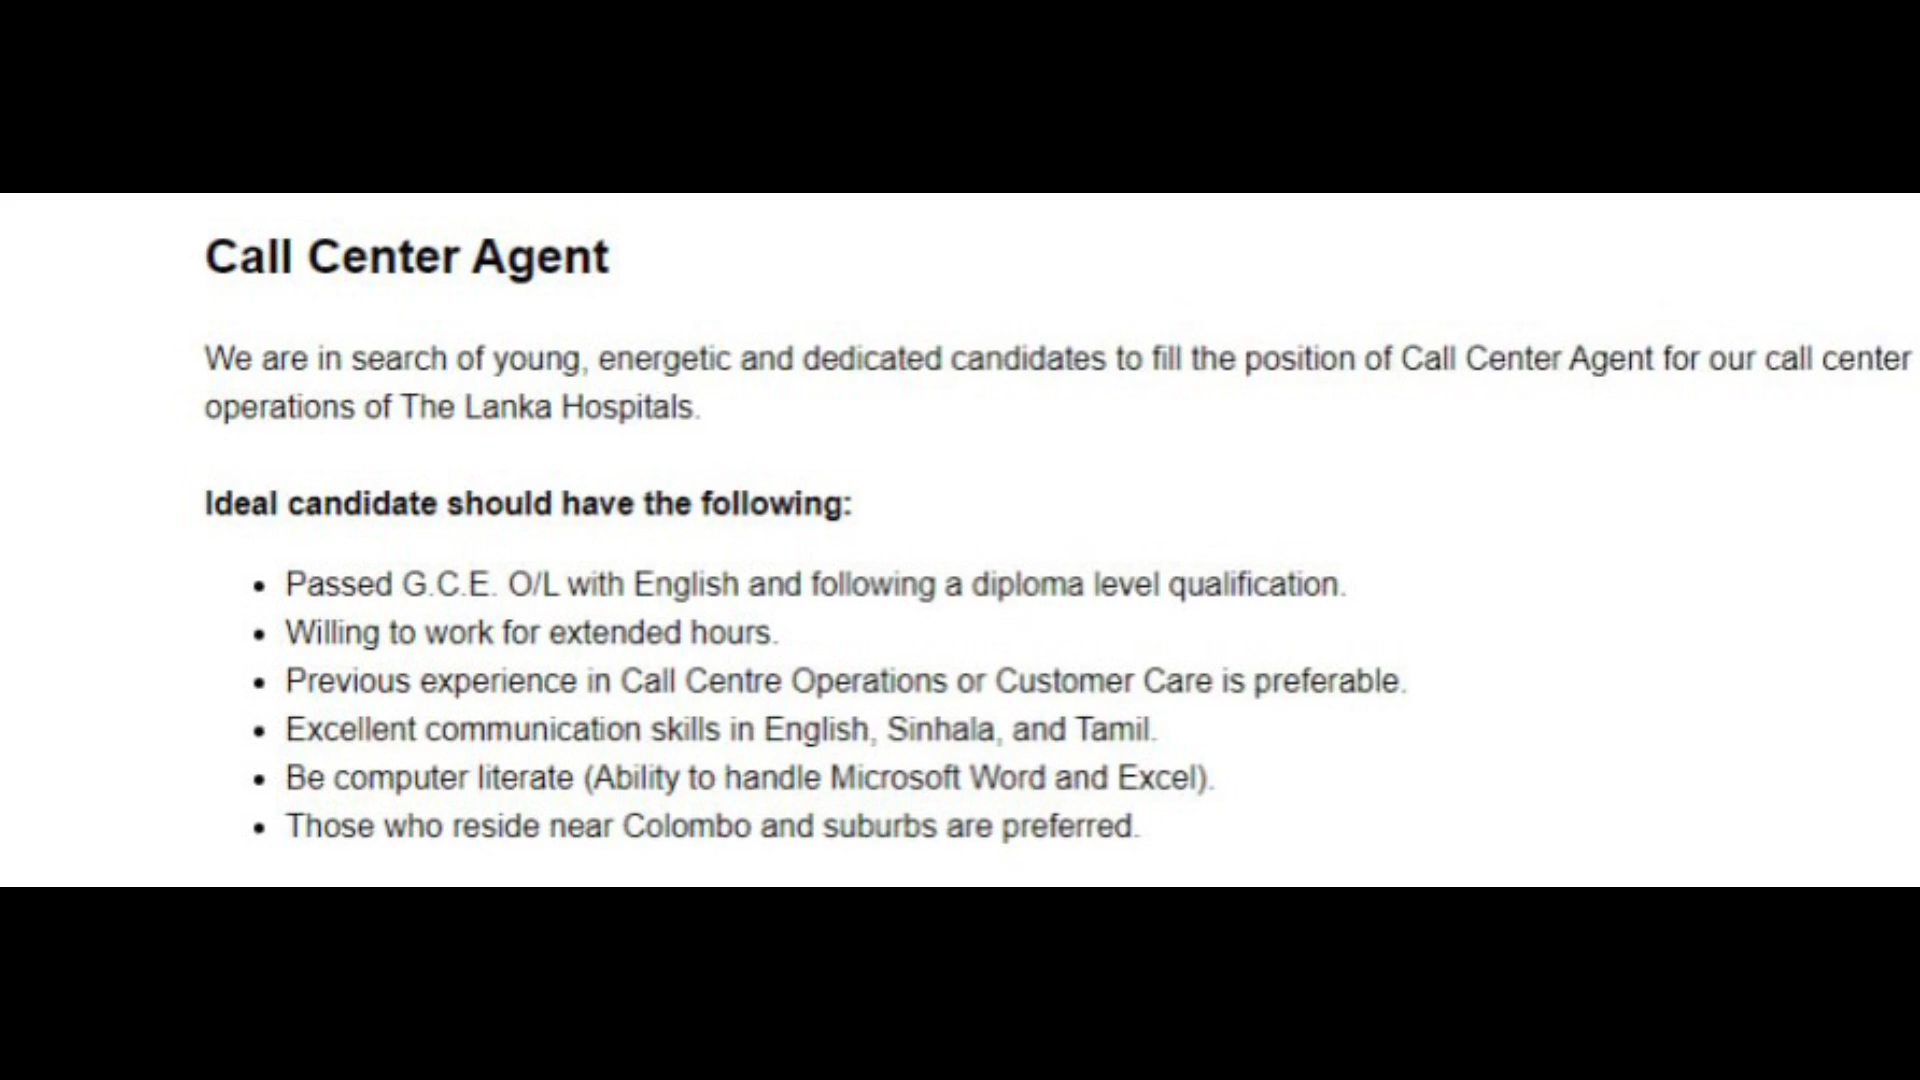 Call Center Agent
We are in search of young, energetic and dedicated candidates to fill the position of Call Center Agent for our call center
operations of The Lanka Hospitals.
Ideal candidate should have the following:
• Passed G.C.E. O/L with English and following a diploma level qualification.
• Willing to work for extended hours.
• Previous experience in Call Centre Operations or Customer Care is preferable.
• Excellent communication skills in English, Sinhala, and Tamil.
• Be computer literate (Ability to handle Microsoft Word and Excel).
• Those who reside near Colombo and suburbs are preferred.